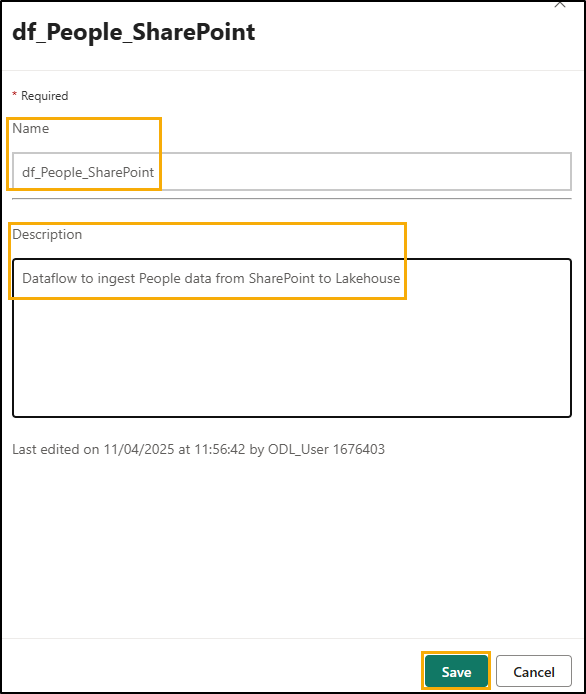 df_People_SharePoint
* Required
Name
df_People_SharePoint
Description
Dataflow to ingest People data from SharePoint to Lakehouse
Last edited on 11/04/2025 at 11:56:42 by ODL_User 1676403
Save Cancel